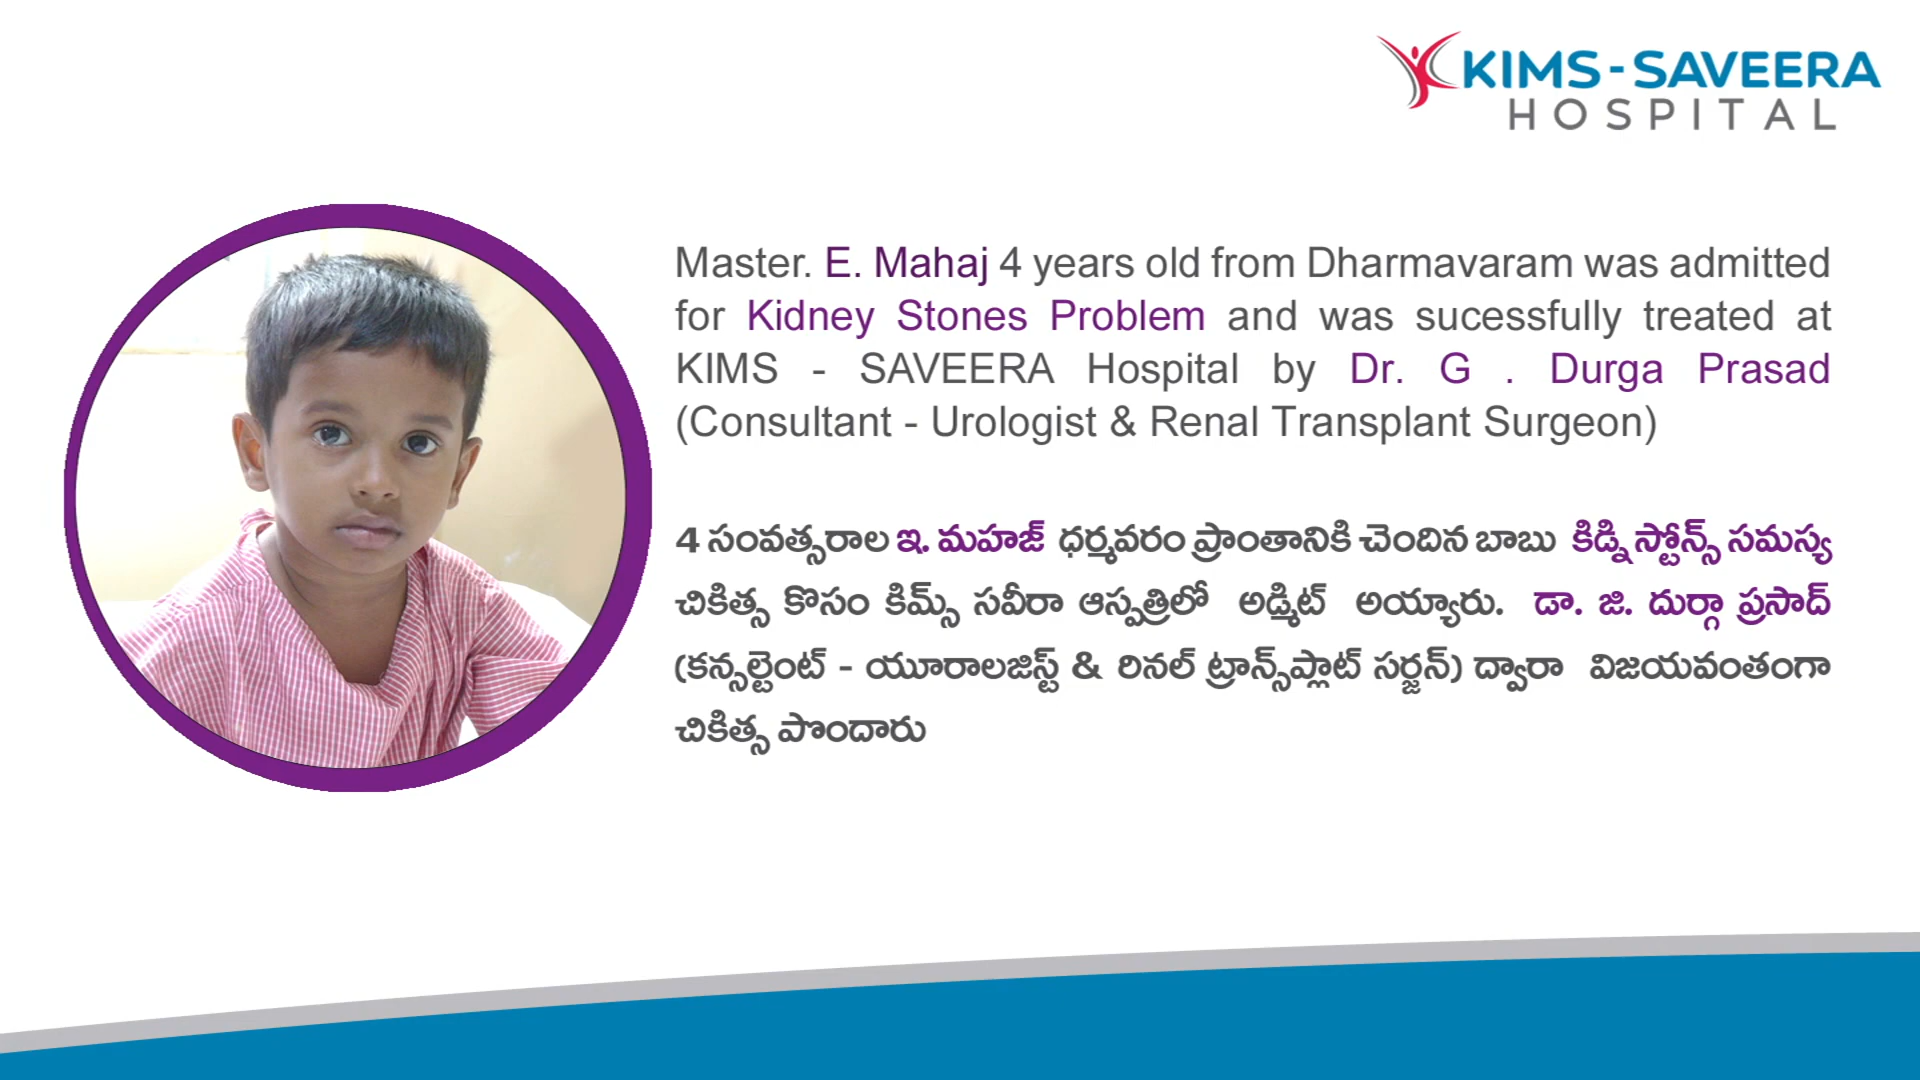 KIMS - SAVEERA
HOSPITAL
Master. E. Mahaj 4 years old from Dharmavaram was admitted
for Kidney Stones Problem and was sucessfully treated at
KIMS - SAVEERA Hospital by Dr. G . Durga Prasad
(Consultant - Urologist & Renal Transplant Surgeon)
4 సంవత్సరాల ఇ. మహజ్ ధర్మవరం ప్రాంతానికి చెందిన బాబు కిడ్ని స్టోన్స్ సమస్య
చికిత్స కొసం కిమ్స్ సవీరా ఆస్పత్రిలో అడ్మిట్ అయ్యారు. డా. జి. దుర్గా ప్రసాద్
(కన్సల్టెంట్ - యూరాలజిస్ట్ & రినల్ ట్రాన్స్‌ప్లాట్ సర్జన్) ద్వారా విజయవంతంగా
చికిత్స పొందారు